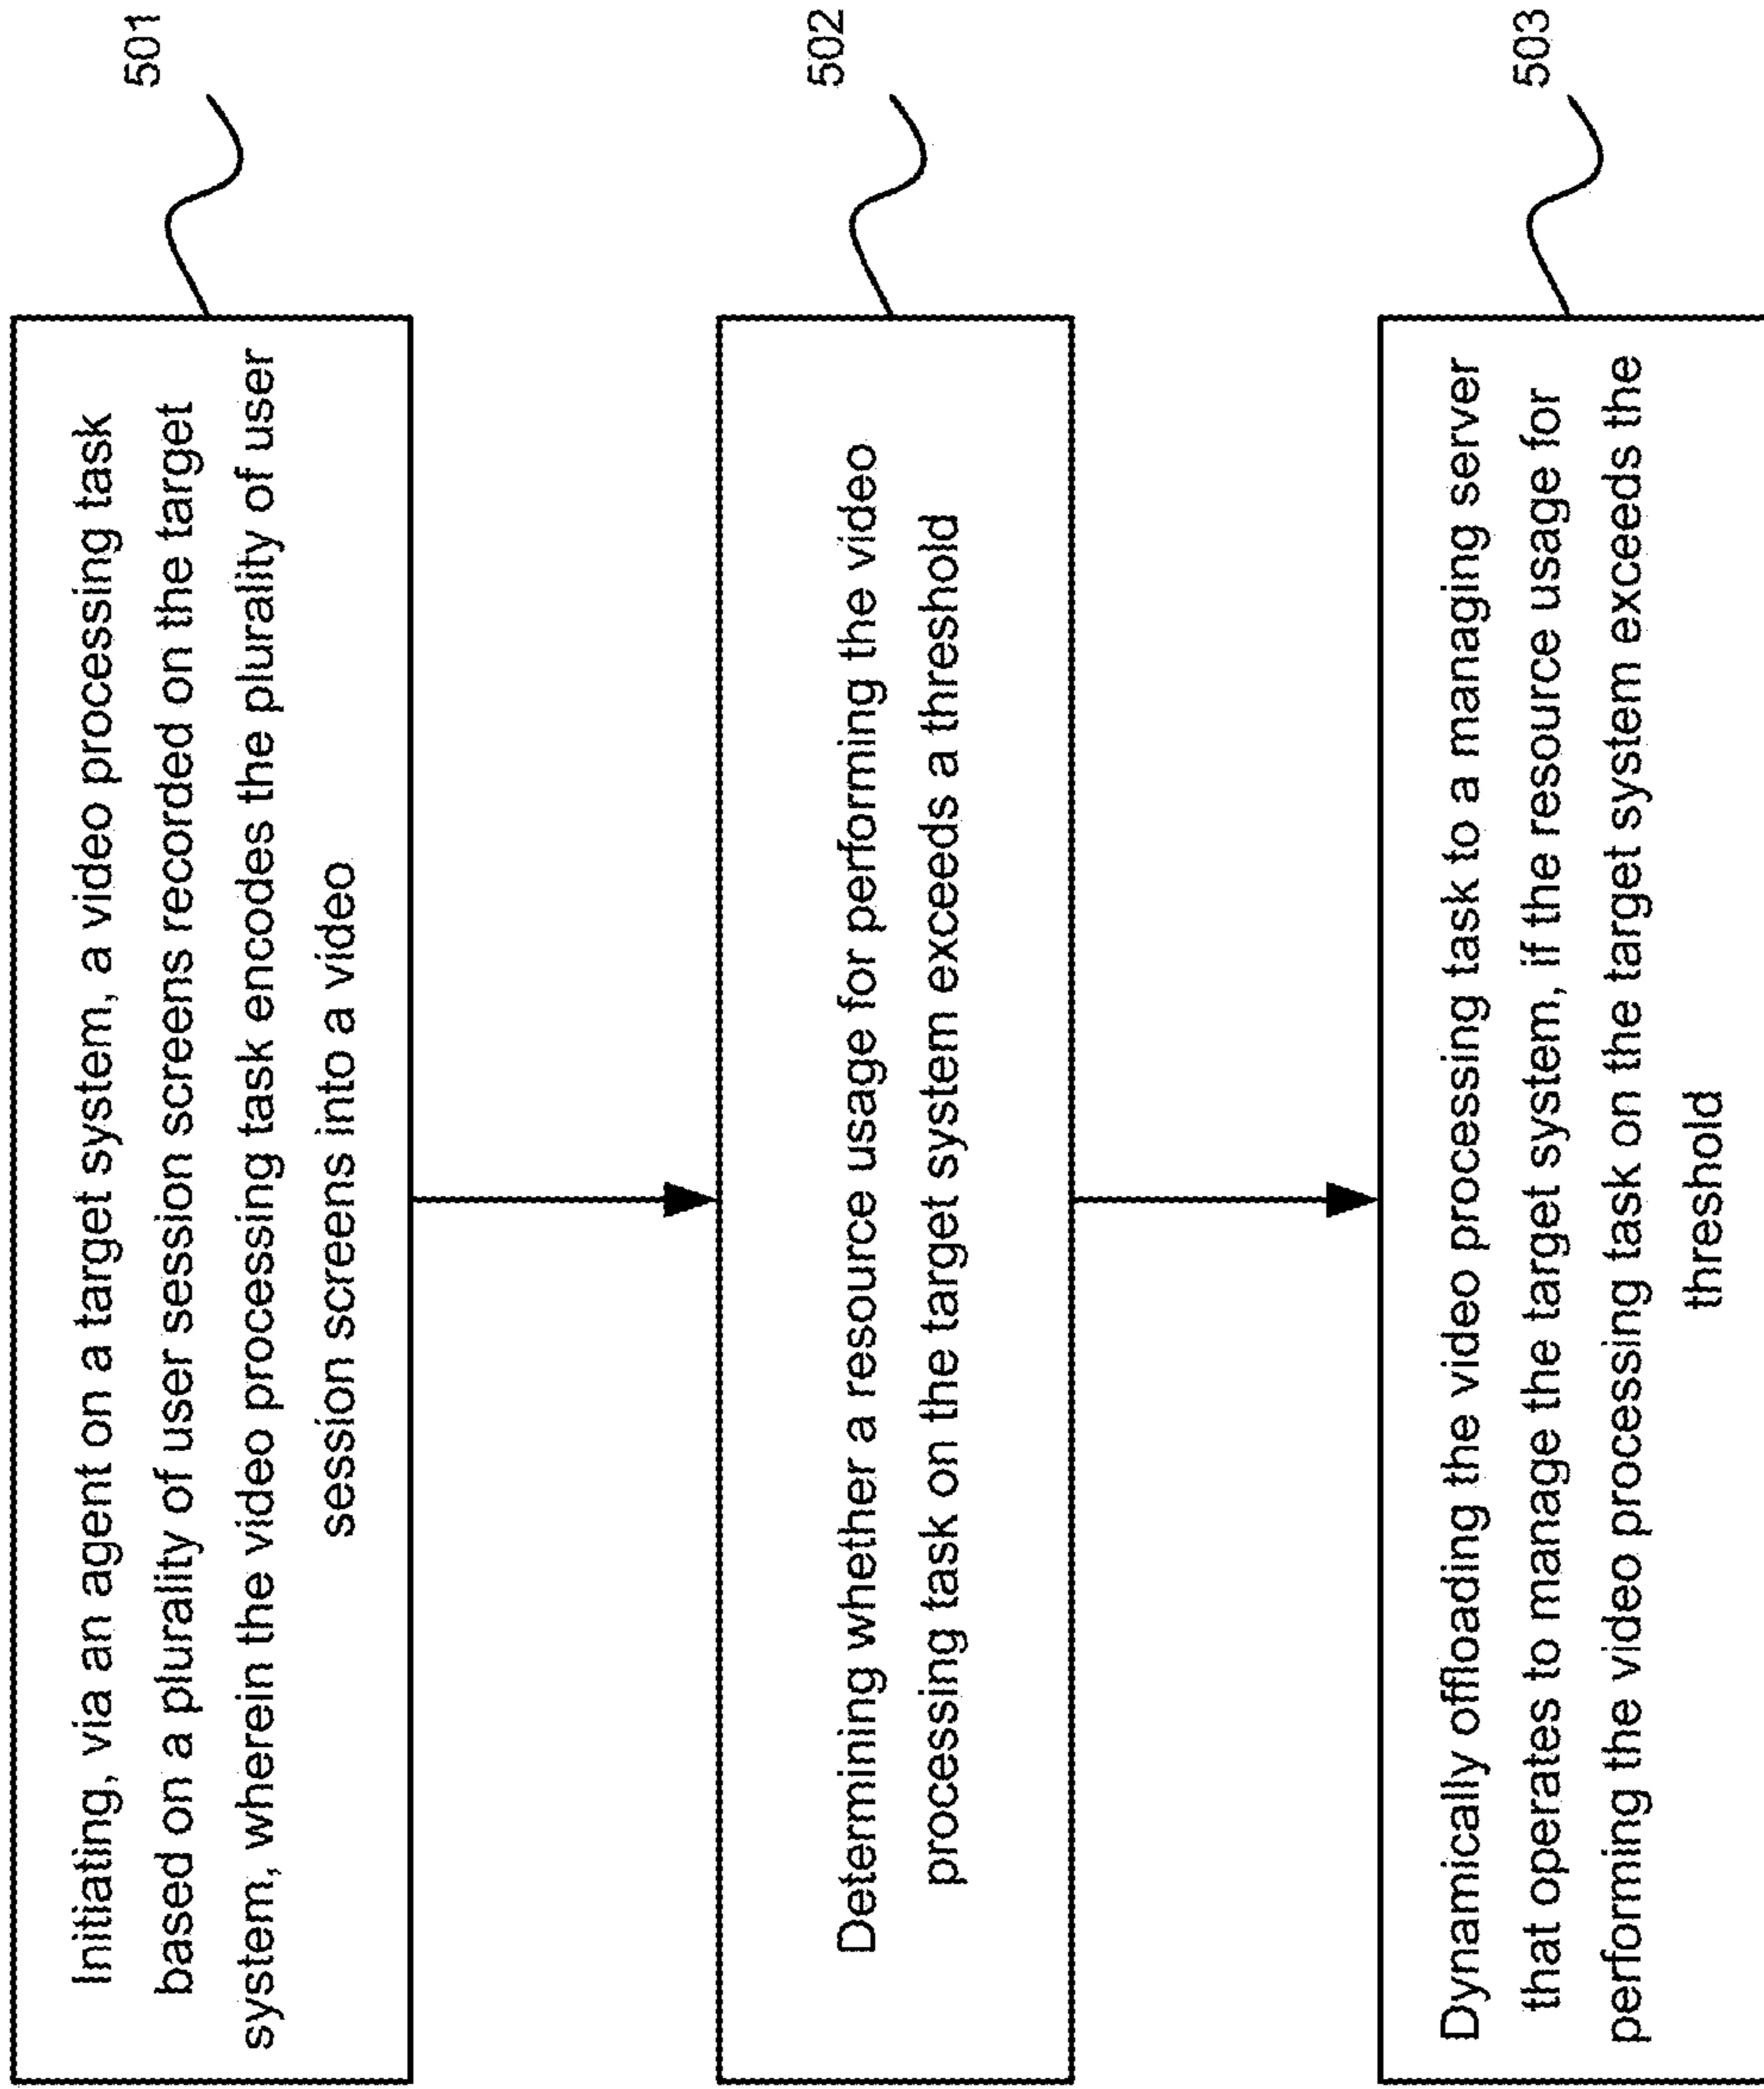 Initiating, via an agent on a target system, a video processing task
based on a plurality of user session screens recorded on the target
system, wherein the video processing task encodes the plurality of user
session screens into a video
501
Determining whether a resource usage for performing the video
processing task on the target system exceeds a threshold
502
Dynamically offloading the video processing task to a managing server
that operates to manage the target system, if the resource usage for
performing the video processing task on the target system exceeds the
threshold
503